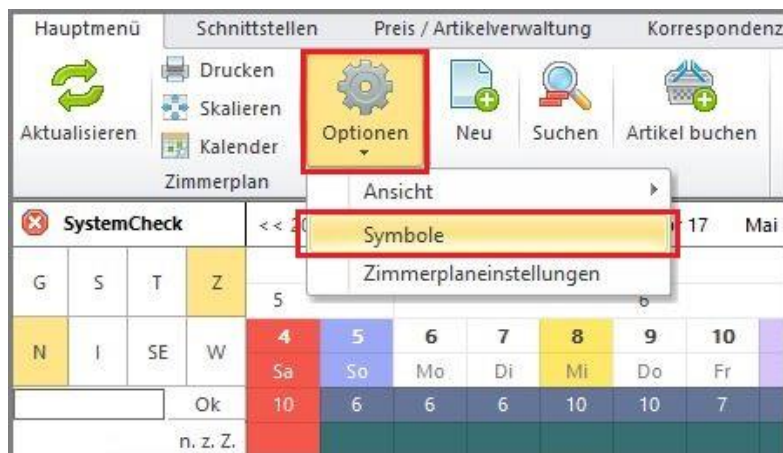 Hauptmenü Schnittstellen Preis / Artikelverwaltung Korrespondenz
Drucken
Skalieren
Aktualisieren Kalender Optionen Neu Suchen Artikel buchen
Zimmerplan
Ansicht
SystemCheck << 17 Mai
Symbole
Zimmerplaneinstellungen
G S T Z
5 6
N I SE W
4 5 6 7 8 9 10
Sa So Mo Di Mi Do Fr
Ok 10 6 6 6 10 10 7
n. z. Z.